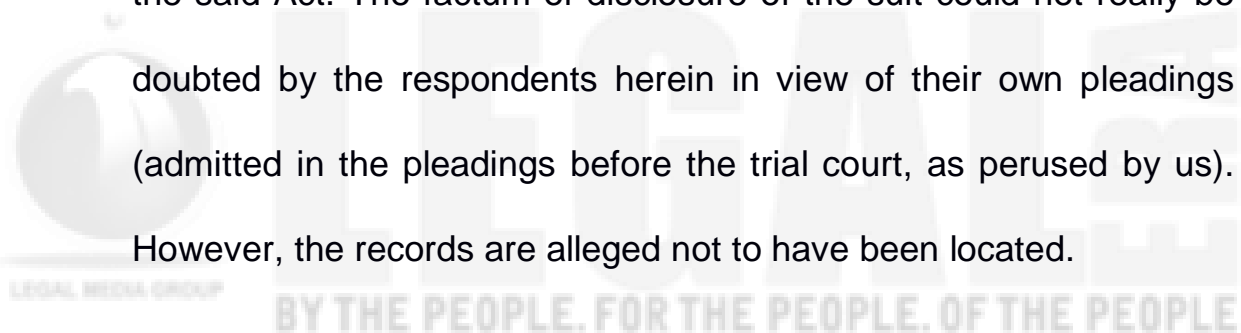 the said Act. The factum of disclosure of the suit could not really be
doubted by the respondents herein in view of their own pleadings
(admitted in the pleadings before the trial court, as perused by us).
However, the records are alleged not to have been located.
LEGAL ERA
LEGAL MEDIA GROUP
BY THE PEOPLE. FOR THE PEOPLE. OF THE PEOPLE